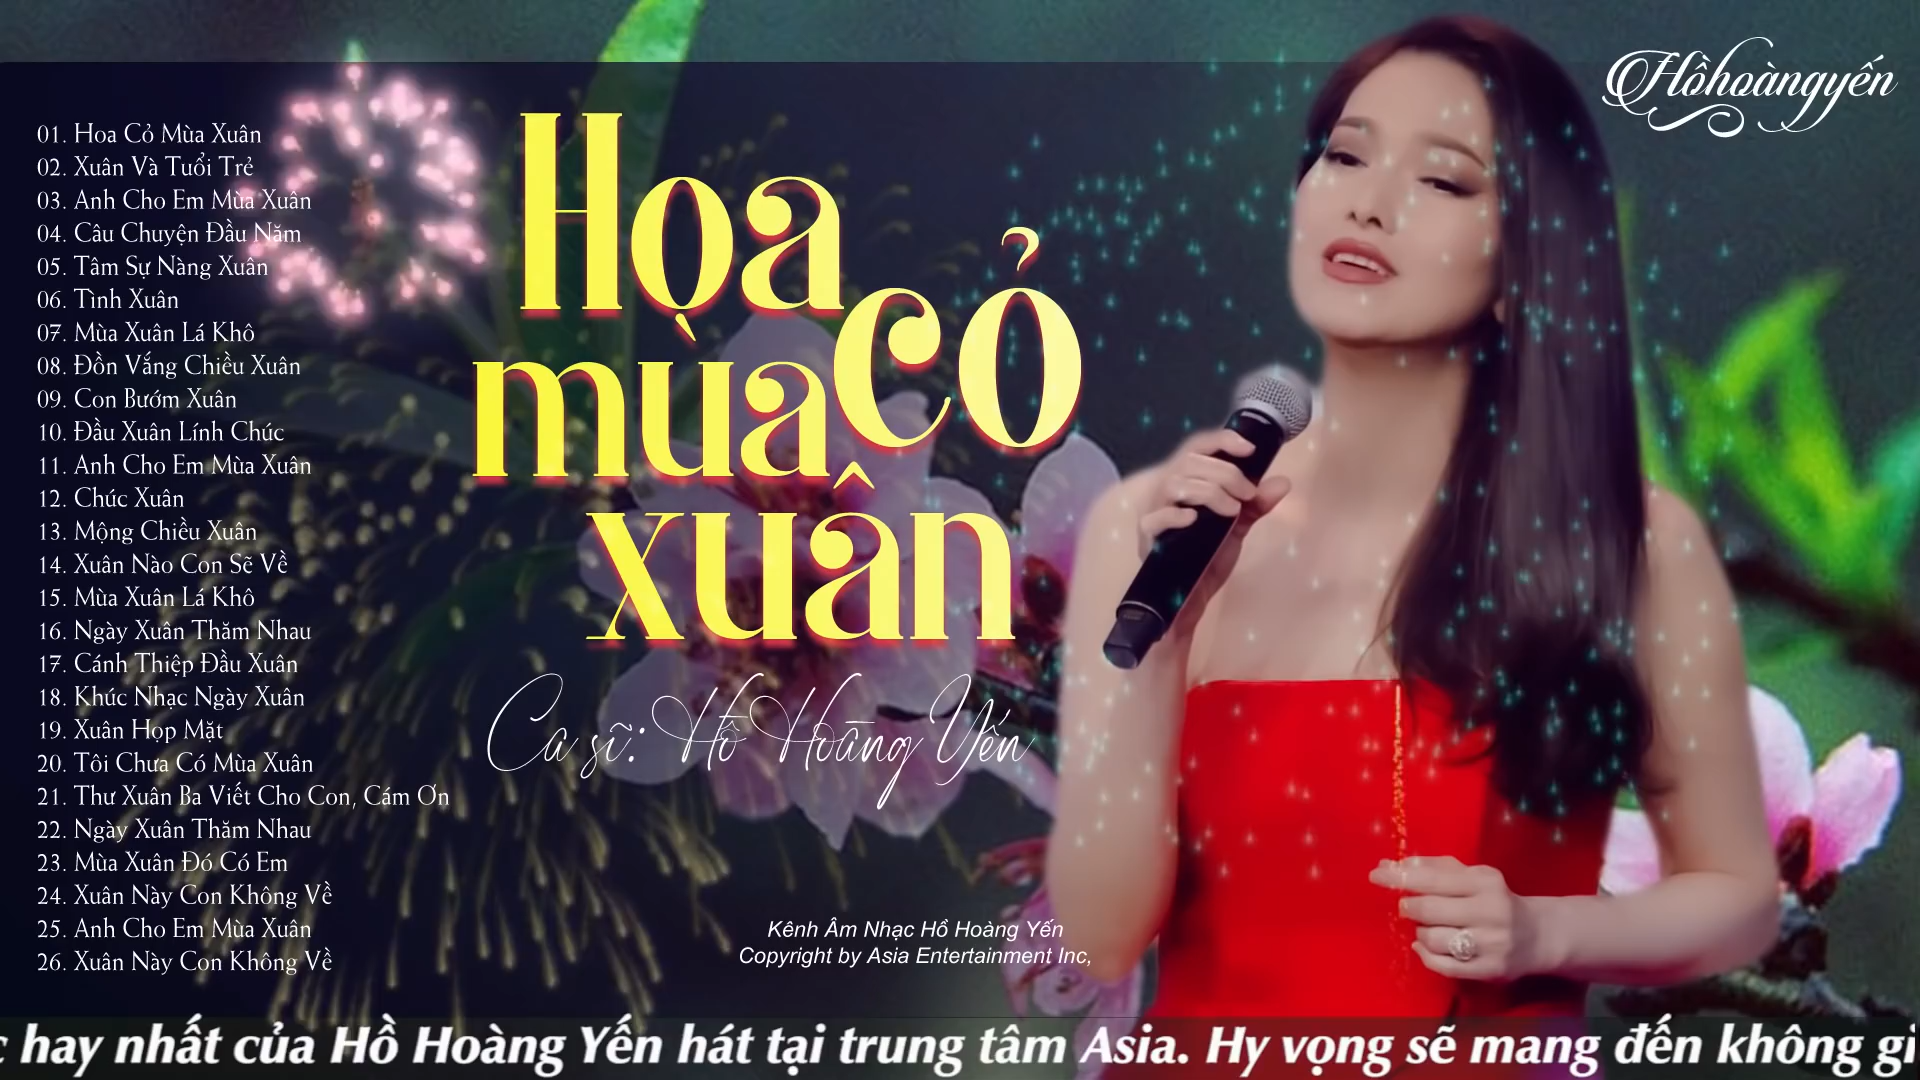 Hồhoàngyến
01. Hoa Cỏ Mùa Xuân
02. Xuân Và Tuổi Trẻ
03. Anh Cho Em Mùa Xuân
04. Câu Chuyện Đầu Năm
05. Tâm Sự Nàng Xuân
06. Tình Xuân
07. Mùa Xuân Lá Khô
08. Đồn Vắng Chiều Xuân
09. Con Bướm Xuân
10. Đầu Xuân Lính Chúc
11. Anh Cho Em Mùa Xuân
12. Chúc Xuân
13. Mộng Chiều Xuân
14. Xuân Nào Con Sẽ Về
15. Mùa Xuân Lá Khô
16. Ngày Xuân Thăm Nhau
17. Cánh Thiệp Đầu Xuân
18. Khúc Nhạc Ngày Xuân
19. Xuân Họp Mặt
20. Tôi Chưa Có Mùa Xuân
21. Thư Xuân Ba Viết Cho Con, Cám Ơn
22. Ngày Xuân Thăm Nhau
23. Mùa Xuân Đó Có Em
24. Xuân Này Con Không Về
25. Anh Cho Em Mùa Xuân
26. Xuân Này Con Không Về
Hoa
cỏ
mùa
xuân
Ca sĩ: Hồ Hoàng Yến
Kênh Âm Nhạc Hồ Hoàng Yến
Copyright by Asia Entertainment Inc,
c hay nhất của Hồ Hoàng Yến hát tại trung tâm Asia. Hy vọng sẽ mang đến không gi